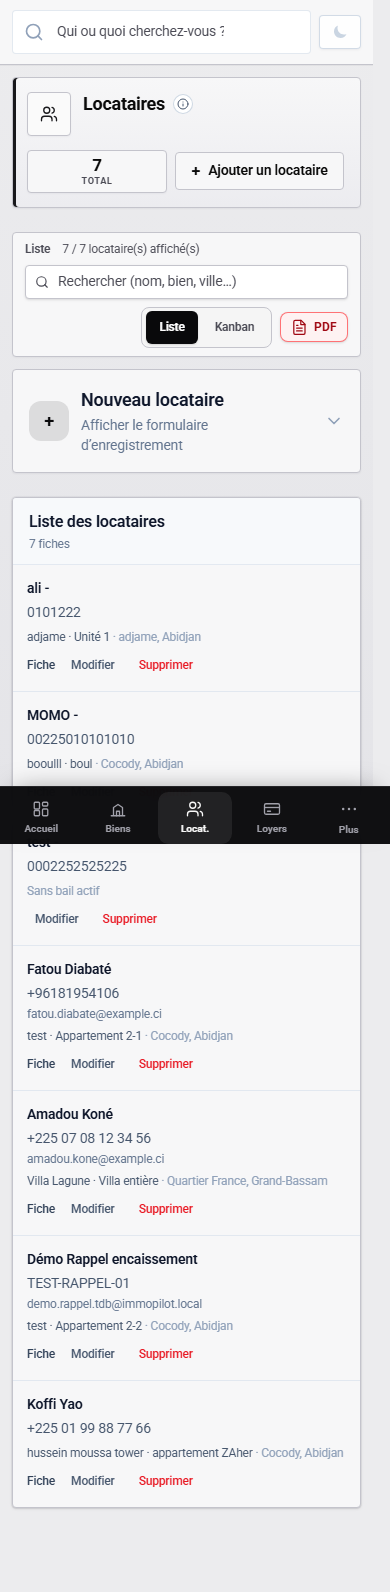 Qui ou quoi cherchez-vous ?
Locataires
7
TOTAL
+ Ajouter un locataire
Liste 7 / 7 locataire(s) affiché(s)
Rechercher (nom, bien, ville…)
Liste Kanban PDF
+
Nouveau locataire
Afficher le formulaire
d’enregistrement
Liste des locataires
7 fiches
ali -
0101222
adjame · Unité 1 · adjame, Abidjan
Fiche Modifier Supprimer
MOMO -
00225010101010
booulll · boul · Cocody, Abidjan
Accueil Biens Locat. Loyers Plus
test
0002252525225
Sans bail actif
Modifier Supprimer
Fatou Diabaté
+96181954106
fatou.diabate@example.ci
test · Appartement 2-1 · Cocody, Abidjan
Fiche Modifier Supprimer
Amadou Koné
+225 07 08 12 34 56
amadou.kone@example.ci
Villa Lagune · Villa entière · Quartier France, Grand-Bassam
Fiche Modifier Supprimer
Démo Rappel encaissement
TEST-RAPPEL-01
demo.rappel.tdb@immopilot.local
test · Appartement 2-2 · Cocody, Abidjan
Fiche Modifier Supprimer
Koffi Yao
+225 01 99 88 77 66
hussein moussa tower · appartement ZAher · Cocody, Abidjan
Fiche Modifier Supprimer